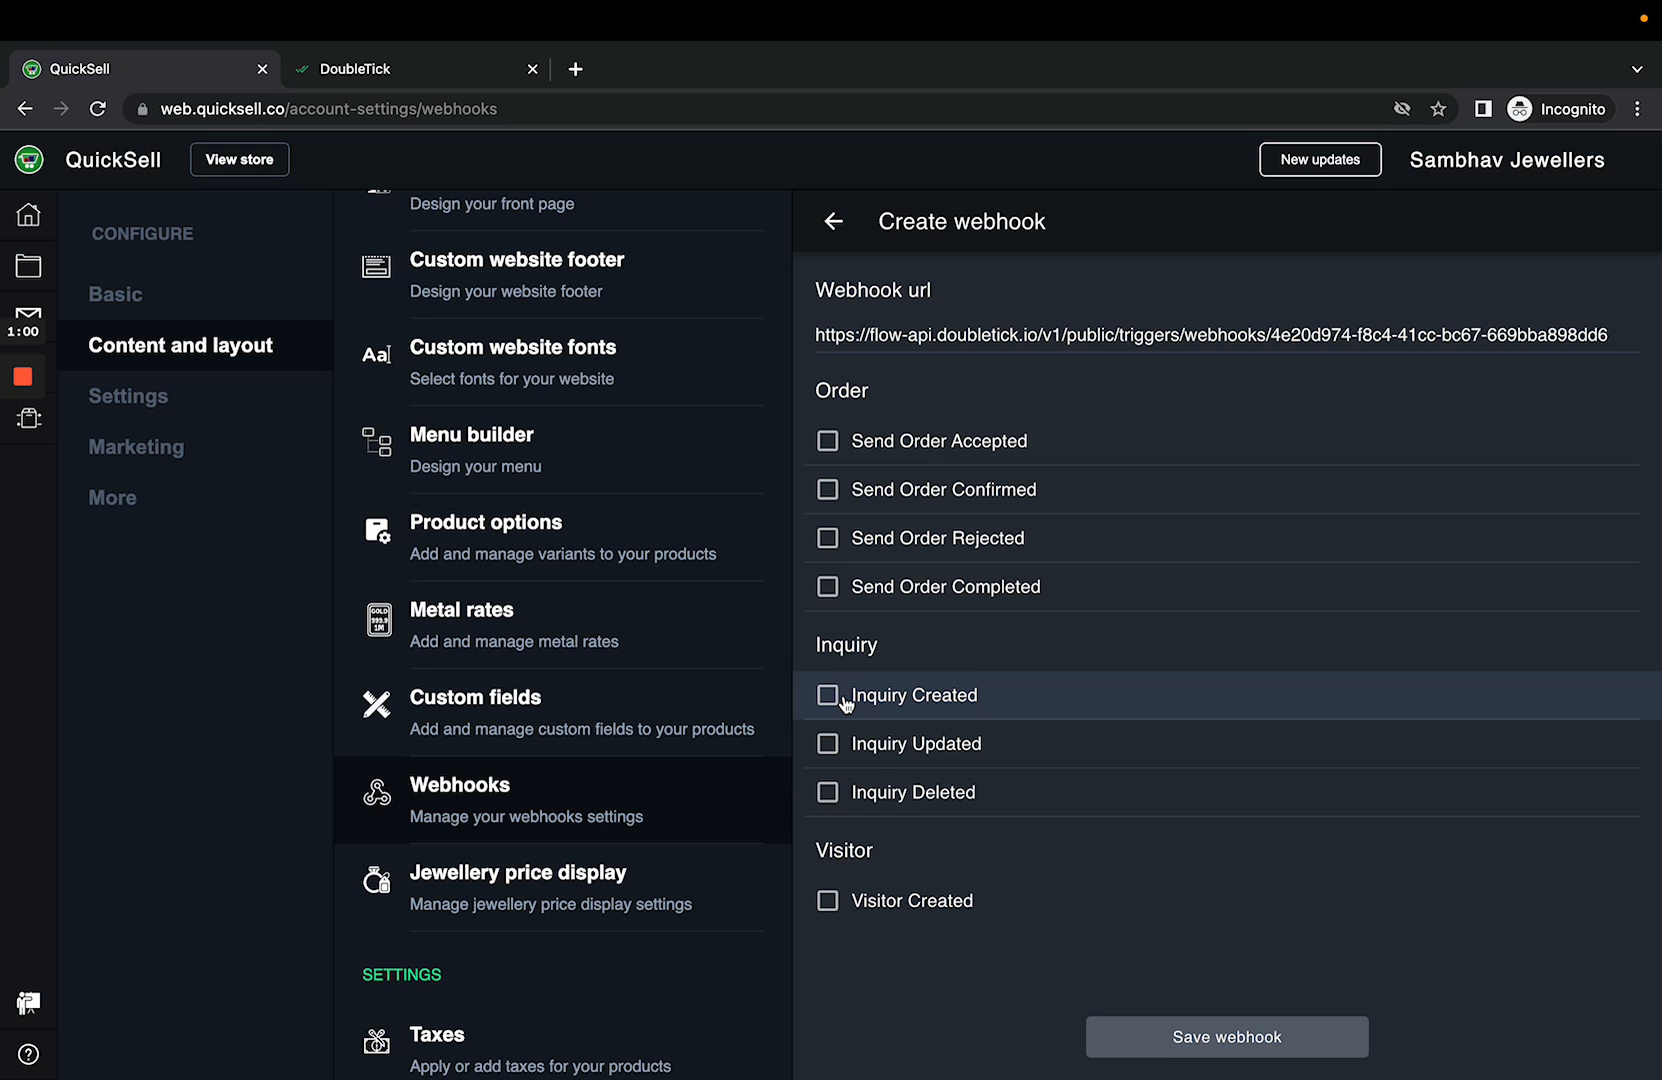 QuickSell
DoubleTick
web.quicksell.co/account-settings/webhooks
Incognito
QuickSell
View store
New updates
Sambhav Jewellers
1:00
CONFIGURE
Basic
Content and layout
Settings
Marketing
More
Design your front page
Custom website footer
Design your website footer
Aa
Custom website fonts
Select fonts for your website
Menu builder
Design your menu
Product options
Add and manage variants to your products
GOLD
999.9
1M
Metal rates
Add and manage metal rates
Custom fields
Add and manage custom fields to your products
Webhooks
Manage your webhooks settings
Jewellery price display
Manage jewellery price display settings
SETTINGS
Taxes
Apply or add taxes for your products
Create webhook
Webhook url
https://flow-api.doubletick.io/v1/public/triggers/webhooks/4e20d974-f8c4-41cc-bc67-669bba898dd6
Order
Send Order Accepted
Send Order Confirmed
Send Order Rejected
Send Order Completed
Inquiry
Inquiry Created
Inquiry Updated
Inquiry Deleted
Visitor
Visitor Created
Save webhook